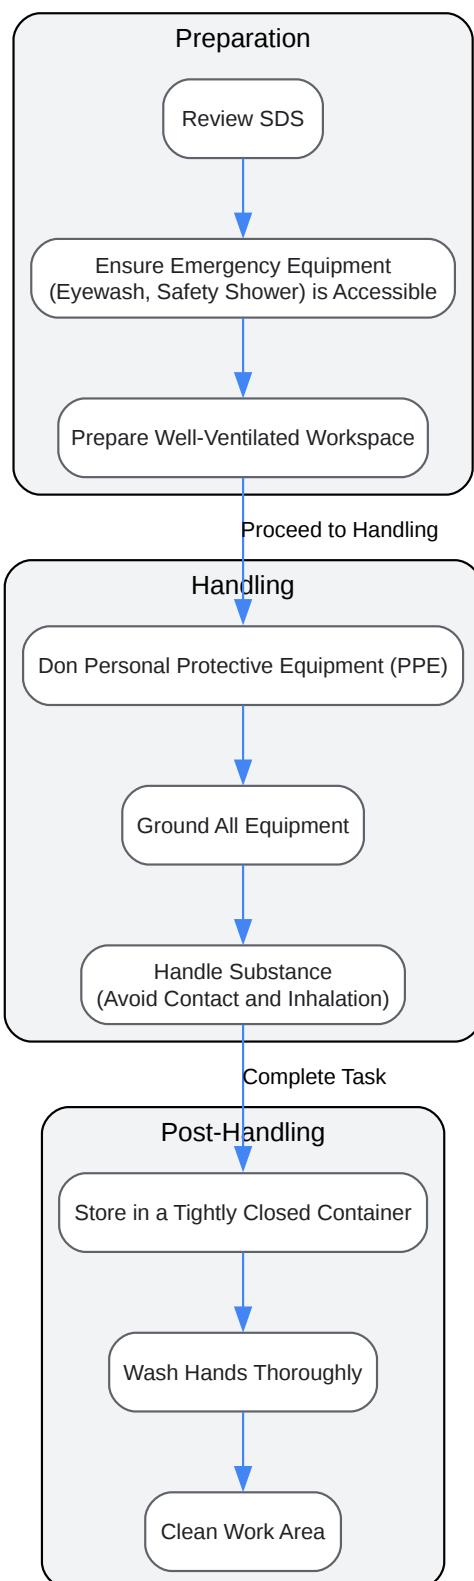 Preparation
Review SDS
Ensure Emergency Equipment
(Eyewash, Safety Shower) is Accessible
Prepare Well-Ventilated Workspace
Proceed to Handling
Handling
Don Personal Protective Equipment (PPE)
Ground All Equipment
Handle Substance
(Avoid Contact and Inhalation)
Complete Task
Post-Handling
Store in a Tightly Closed Container
Wash Hands Thoroughly
Clean Work Area